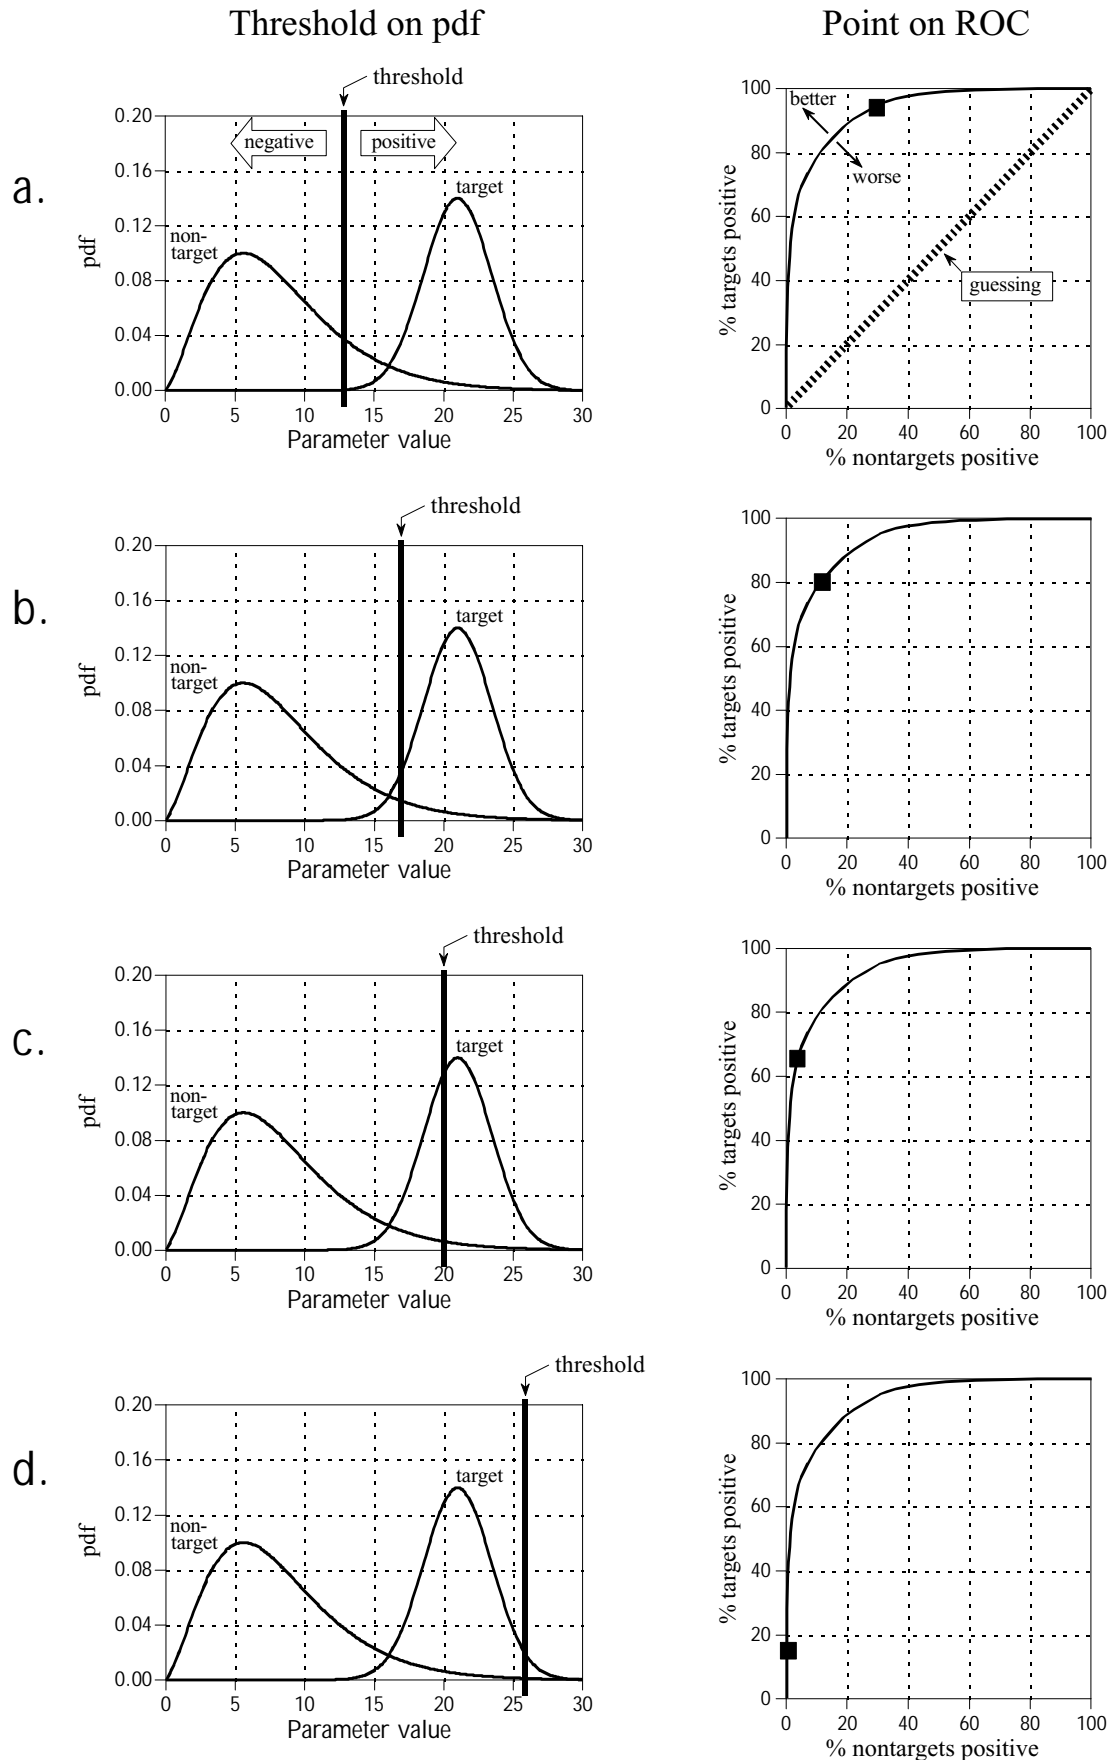 Threshold on pdf
Point on ROC
a.
threshold
negative
positive
target
non-
target
pdf
0.20
0.16
0.12
0.08
0.04
0.00
0 5 10 15 20 25 30
Parameter value
better
worse
guessing
% targets positive
100
80
60
40
20
0
0 20 40 60 80 100
% nontargets positive
b.
threshold
target
non-
target
pdf
0.20
0.16
0.12
0.08
0.04
0.00
0 5 10 15 20 25 30
Parameter value
% targets positive
100
80
60
40
20
0
0 20 40 60 80 100
% nontargets positive
c.
threshold
target
non-
target
pdf
0.20
0.16
0.12
0.08
0.04
0.00
0 5 10 15 20 25 30
Parameter value
% targets positive
100
80
60
40
20
0
0 20 40 60 80 100
% nontargets positive
d.
threshold
target
non-
target
pdf
0.20
0.16
0.12
0.08
0.04
0.00
0 5 10 15 20 25 30
Parameter value
% targets positive
100
80
60
40
20
0
0 20 40 60 80 100
% nontargets positive